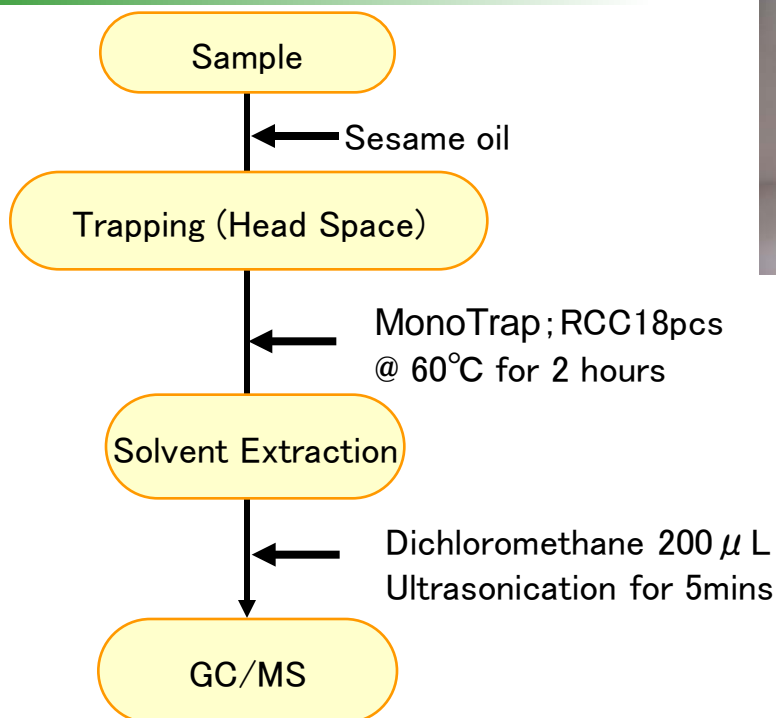 Sample
Sesame oil
Trapping (Head Space)
MonoTrap;RCC18pcs
@ 60℃ for 2 hours
Solvent Extraction
Dichloromethane 200μL
Ultrasonication for 5mins
GC/MS